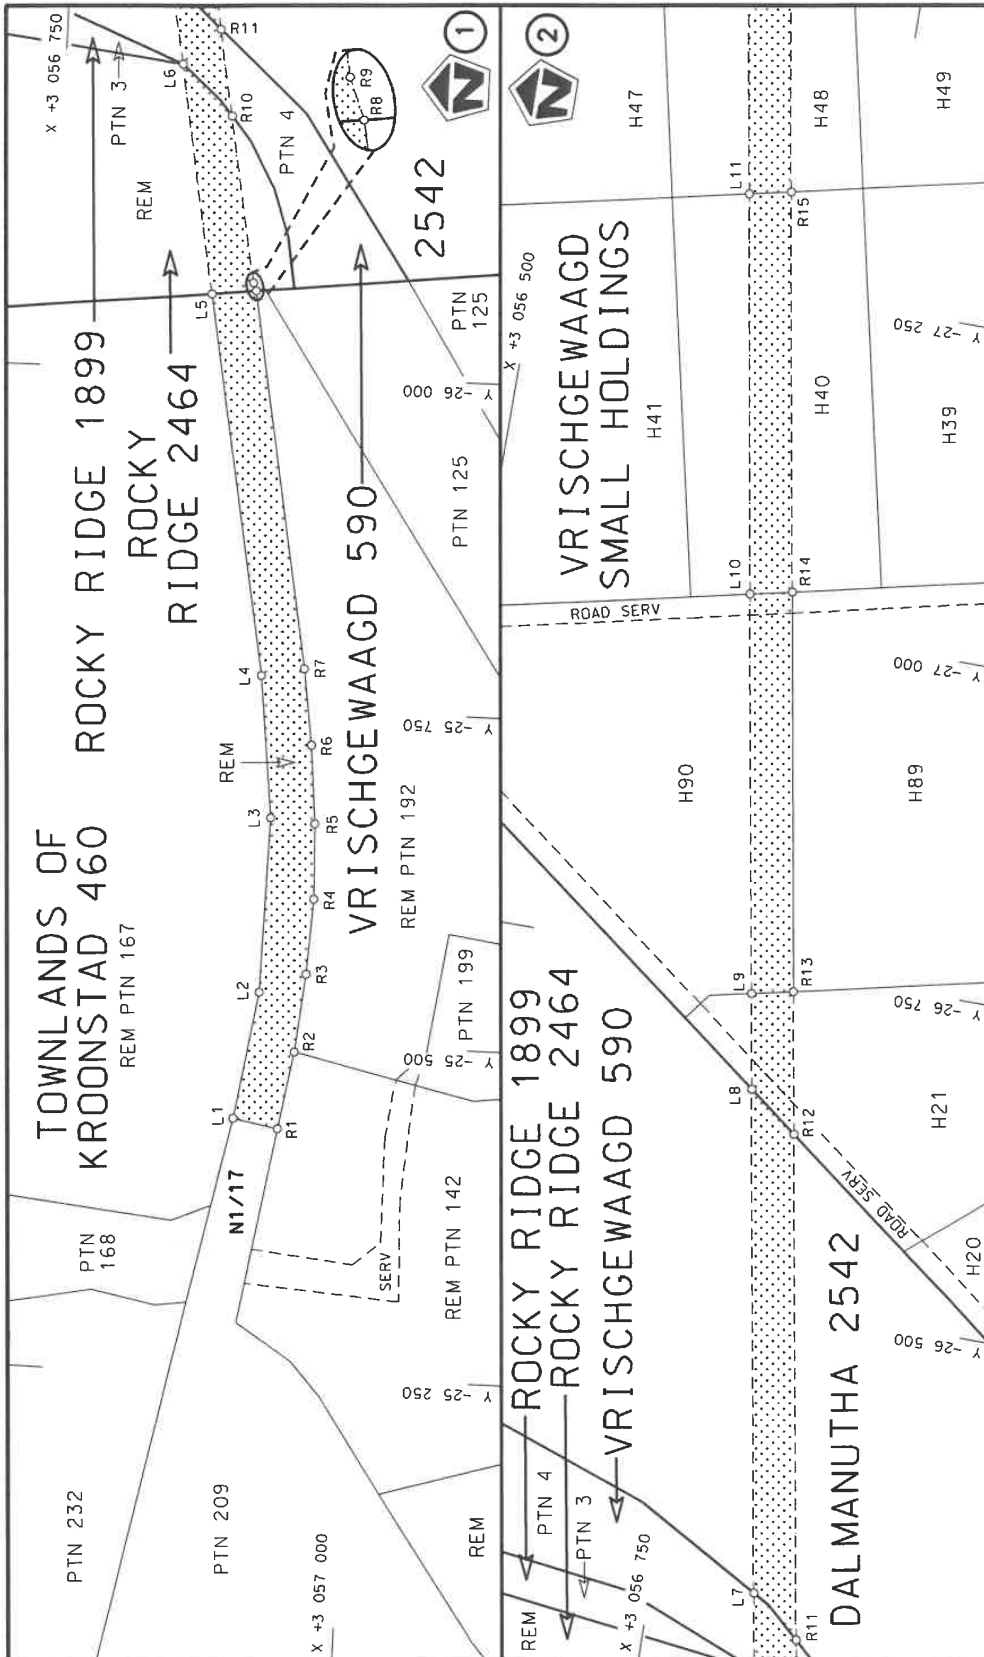 TOWNLANDS OF
KROONSTAD 460
REM PTN 167
ROCKY RIDGE 1899
ROCKY
RIDGE 2464
VRISCHGEWAAGD 590
2542
X +3 056 750
PTN 3
REM
PTN 4
L6
R11
R10
R9
R8
N
1
L5
PTN
125
Y -26 000
PTN 125
L4
R7
REM
R6
Y -25 750
L3
R5
REM PTN 192
R4
L2
R3
PTN 199
R2
Y -25 500
L1
R1
N1/17
PTN
168
SERV
REM PTN 142
Y -25 250
PTN 232
PTN 209
REM
X +3 057 000
N
2
H47
H48
H49
L11
R15
VRISCHGEWAAGD
SMALL HOLDINGS
X +3 056 500
Y -27 250
H41
H40
H39
L10
R14
ROAD SERV
Y -27 000
H90
H89
L9
R13
Y -26 750
ROCKY RIDGE 1899
ROCKY RIDGE 2464
VRISCHGEWAAGD 590
L8
R12
H21
ROAD SERV
H20
Y -26 500
DALMANUTHA 2542
PTN 4
PTN 3
REM
X +3 056 750
L7
R11